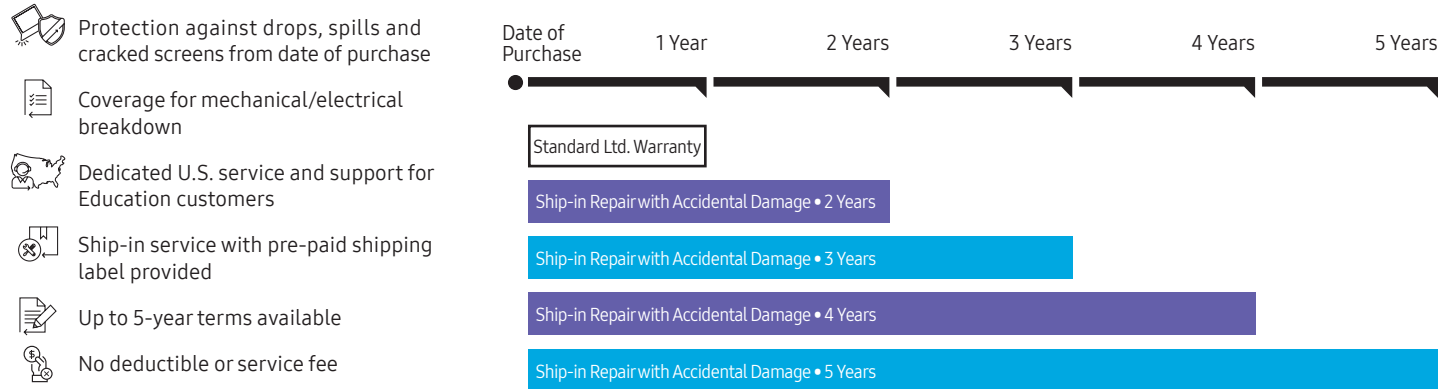 Protection against drops, spills and
cracked screens from date of purchase
Coverage for mechanical/electrical
breakdown
Dedicated U.S. service and support for
Education customers
Ship-in service with pre-paid shipping
label provided
Up to 5-year terms available
No deductible or service fee
Date of
Purchase
1 Year
2 Years
3 Years
4 Years
5 Years
Standard Ltd. Warranty
Ship-in Repair with Accidental Damage • 2 Years
Ship-in Repair with Accidental Damage • 3 Years
Ship-in Repair with Accidental Damage • 4 Years
Ship-in Repair with Accidental Damage • 5 Years